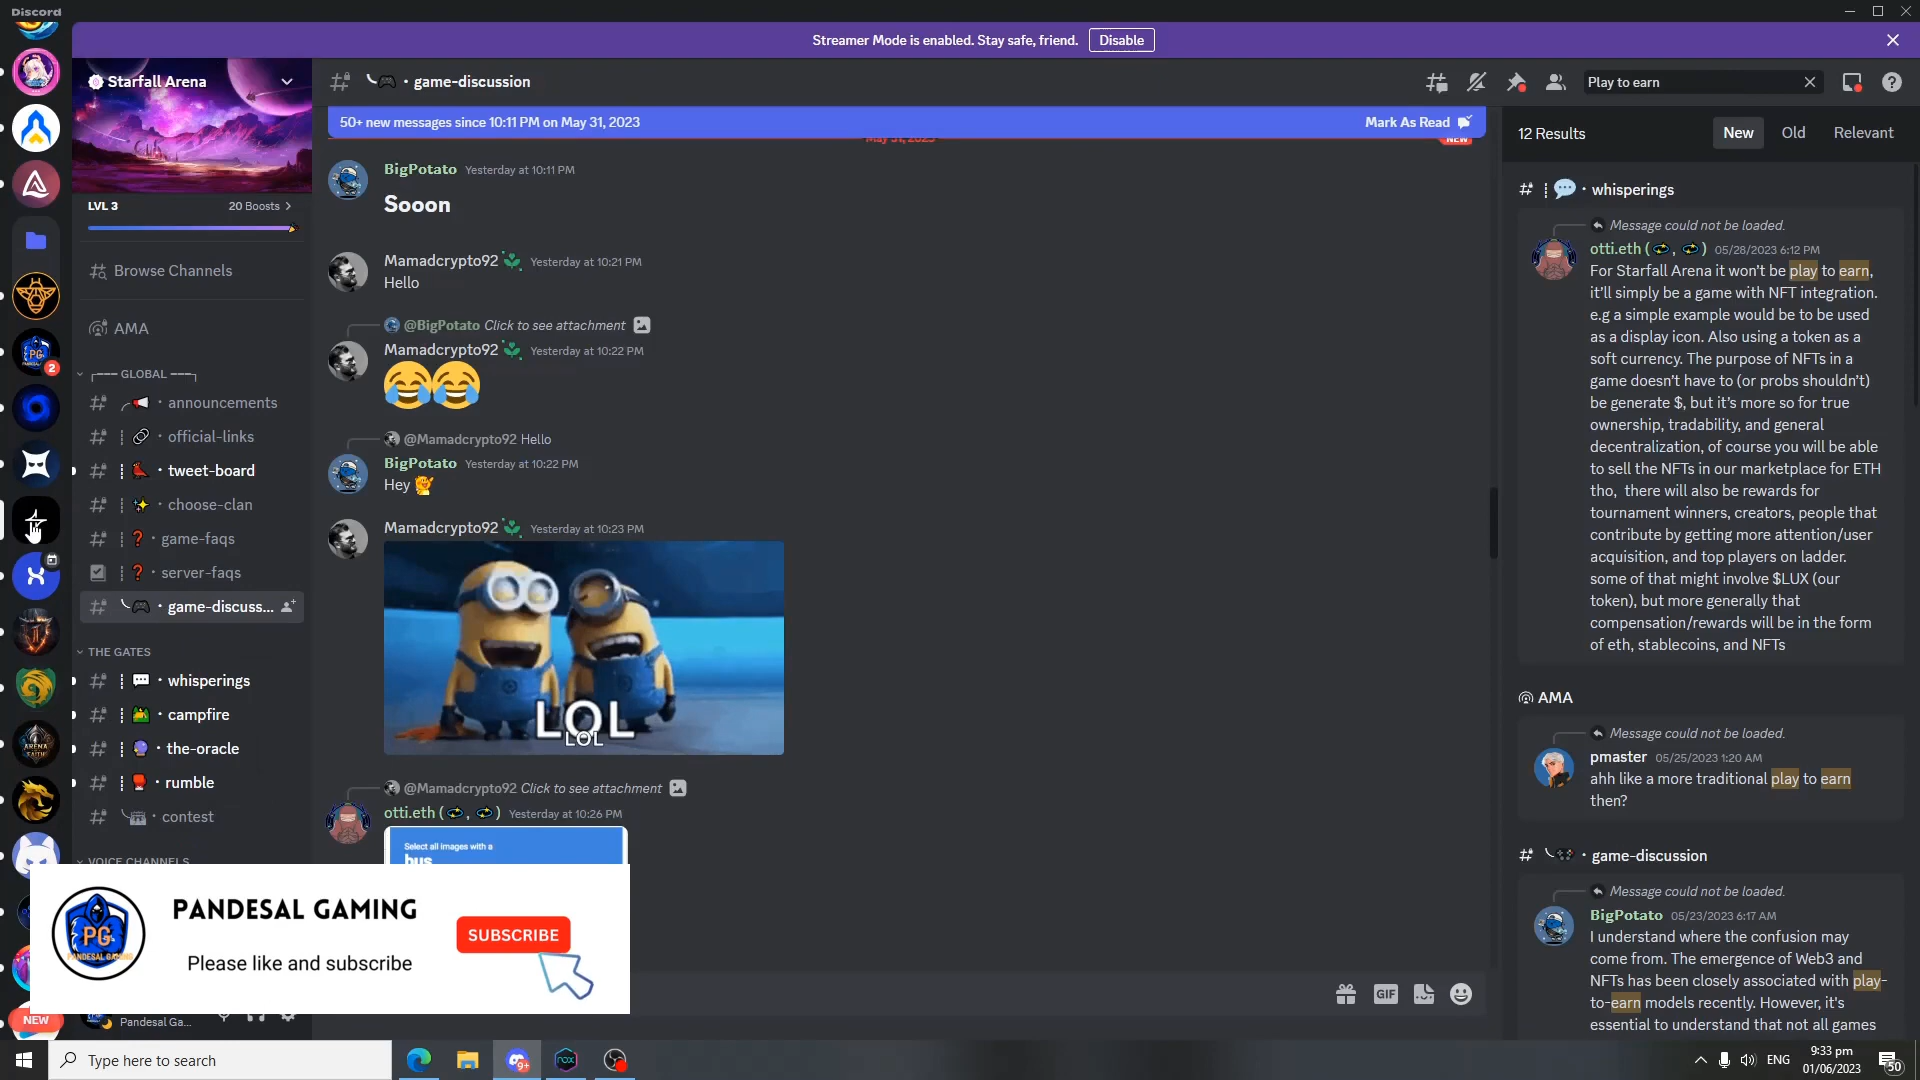 Discord
Streamer Mode is enabled. Stay safe, friend. Disable
Starfall Arena
LVL 3 20 Boosts
Browse Channels
AMA
GLOBAL
announcements
official-links
tweet-board
choose-clan
game-faqs
server-faqs
game-discuss...
THE GATES
whisperings
campfire
the-oracle
rumble
contest
VOICE CHANNELS
2
ARENA
FAITH
NEW
Pandesal Ga...
game-discussion
50+ new messages since 10:11 PM on May 31, 2023 Mark As Read
May 31, 2023 NEW
BigPotato Yesterday at 10:11 PM
Sooon
Mamadcrypto92 Yesterday at 10:21 PM
Hello
@BigPotato Click to see attachment
Mamadcrypto92 Yesterday at 10:22 PM
@Mamadcrypto92 Hello
BigPotato Yesterday at 10:22 PM
Hey
Mamadcrypto92 Yesterday at 10:23 PM
LOL
LOL
@Mamadcrypto92 Click to see attachment
otti.eth ( , ) Yesterday at 10:26 PM
Select all images with a
bus
PG
PANDESAL GAMING
PANDESAL GAMING
Please like and subscribe
SUBSCRIBE
GIF
Play to earn
12 Results New Old Relevant
whisperings
Message could not be loaded.
otti.eth ( , ) 05/28/2023 6:12 PM
For Starfall Arena it won't be play to earn,
it'll simply be a game with NFT integration.
e.g a simple example would be to be used
as a display icon. Also using a token as a
soft currency. The purpose of NFTs in a
game doesn't have to (or probs shouldn't)
be generate $, but it's more so for true
ownership, tradability, and general
decentralization, of course you will be able
to sell the NFTs in our marketplace for ETH
tho, there will also be rewards for
tournament winners, creators, people that
contribute by getting more attention/user
acquisition, and top players on ladder.
some of that might involve $LUX (our
token), but more generally that
compensation/rewards will be in the form
of eth, stablecoins, and NFTs
AMA
Message could not be loaded.
pmaster 05/25/2023 1:20 AM
ahh like a more traditional play to earn
then?
game-discussion
Message could not be loaded.
BigPotato 05/23/2023 6:17 AM
I understand where the confusion may
come from. The emergence of Web3 and
NFTs has been closely associated with play-
to-earn models recently. However, it's
essential to understand that not all games
Type here to search
9+
nox
ENG
9:33 pm
01/06/2023
50